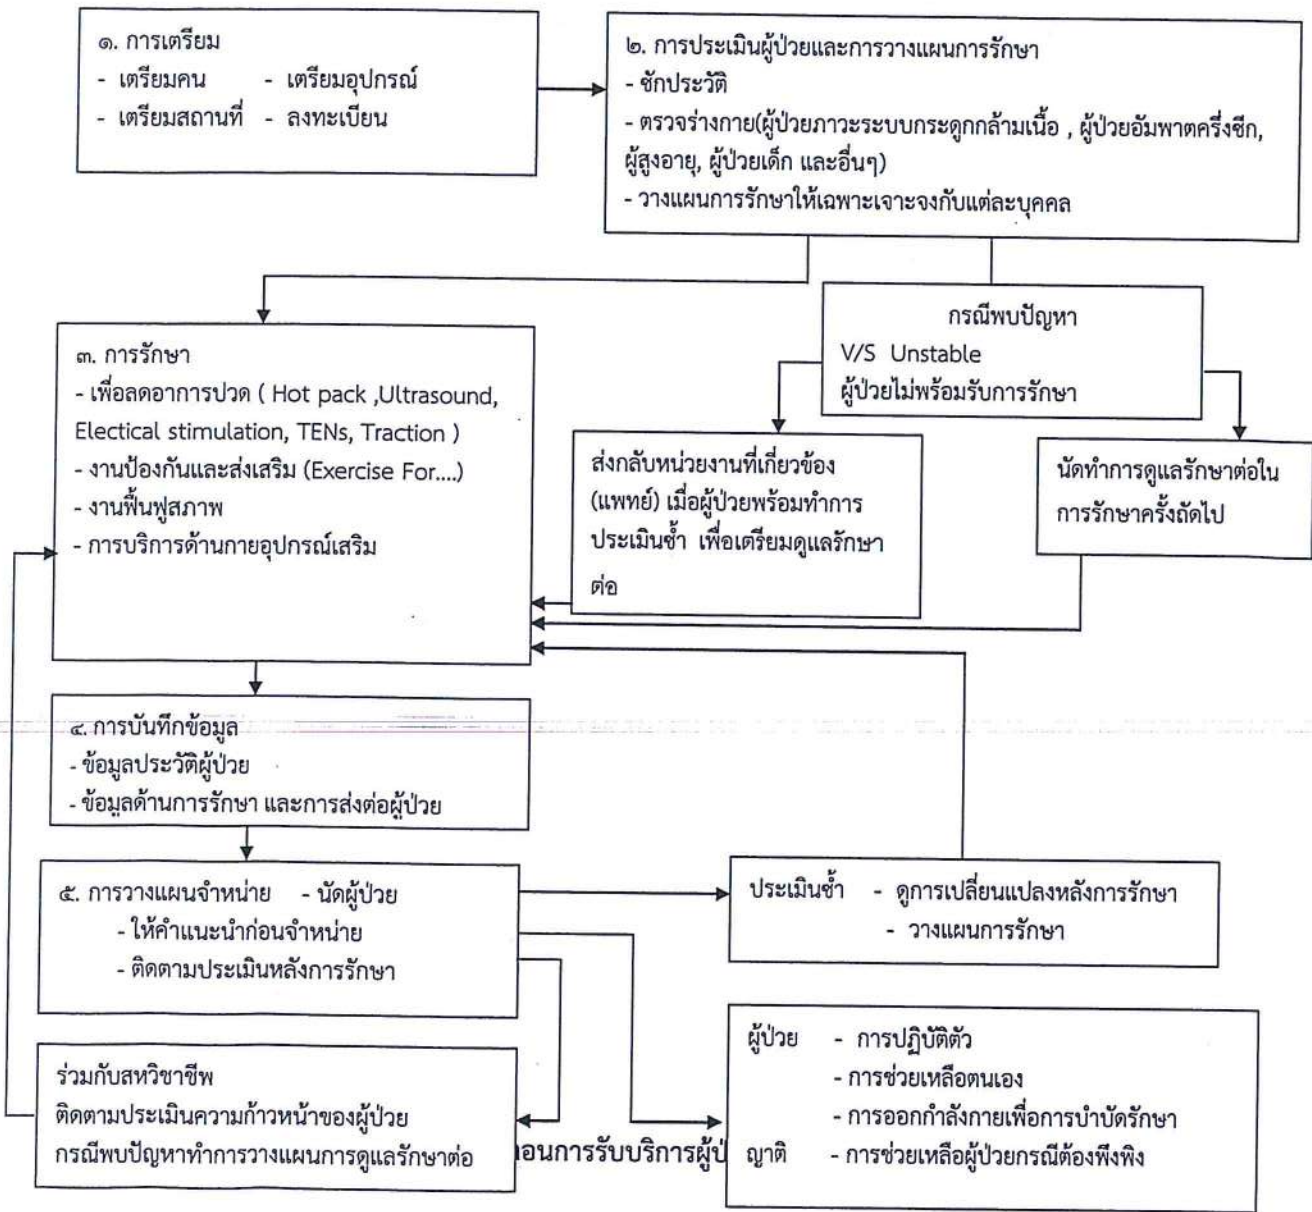 ๑. การเตรียม
- เตรียมคน - เตรียมอุปกรณ์
- เตรียมสถานที่ - ลงทะเบียน
๒. การประเมินผู้ป่วยและการวางแผนการรักษา
- ซักประวัติ
- ตรวจร่างกาย(ผู้ป่วยภาวะระบบกระดูกกล้ามเนื้อ , ผู้ป่วยอัมพาตครึ่งซีก,
ผู้สูงอายุ, ผู้ป่วยเด็ก และอื่นๆ)
- วางแผนการรักษาให้เฉพาะเจาะจงกับแต่ละบุคคล
กรณีพบปัญหา
V/S Unstable
ผู้ป่วยไม่พร้อมรับการรักษา
๓. การรักษา
- เพื่อลดอาการปวด ( Hot pack ,Ultrasound,
Electical stimulation, TENs, Traction )
- งานป้องกันและส่งเสริม (Exercise For....)
- งานฟื้นฟูสภาพ
- การบริการด้านกายอุปกรณ์เสริม
ส่งกลับหน่วยงานที่เกี่ยวข้อง
(แพทย์) เมื่อผู้ป่วยพร้อมทำการ
ประเมินซ้ำ เพื่อเตรียมดูแลรักษา
ต่อ
นัดทำการดูแลรักษาต่อใน
การรักษาครั้งถัดไป
๔. การบันทึกข้อมูล
- ข้อมูลประวัติผู้ป่วย
- ข้อมูลด้านการรักษา และการส่งต่อผู้ป่วย
๕. การวางแผนจำหน่าย - นัดผู้ป่วย
- ให้คำแนะนำก่อนจำหน่าย
- ติดตามประเมินหลังการรักษา
ประเมินซ้ำ - ดูการเปลี่ยนแปลงหลังการรักษา
- วางแผนการรักษา
ร่วมกับสหวิชาชีพ
ติดตามประเมินความก้าวหน้าของผู้ป่วย
กรณีพบปัญหาทำการวางแผนการดูแลรักษาต่อ
อนการรับบริการผู้ป
ผู้ป่วย - การปฏิบัติตัว
- การช่วยเหลือตนเอง
- การออกกำลังกายเพื่อการบำบัดรักษา
ญาติ - การช่วยเหลือผู้ป่วยกรณีต้องพึ่งพิง